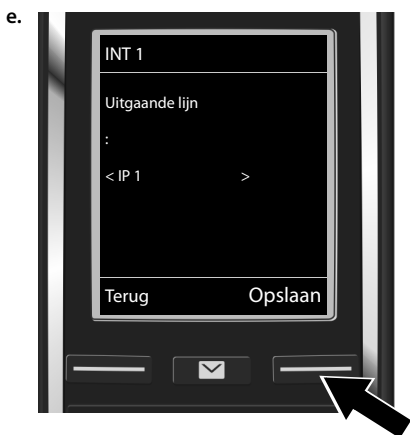 e.
INT 1
Uitgaande lijn
:
< IP 1 >
Terug Opslaan